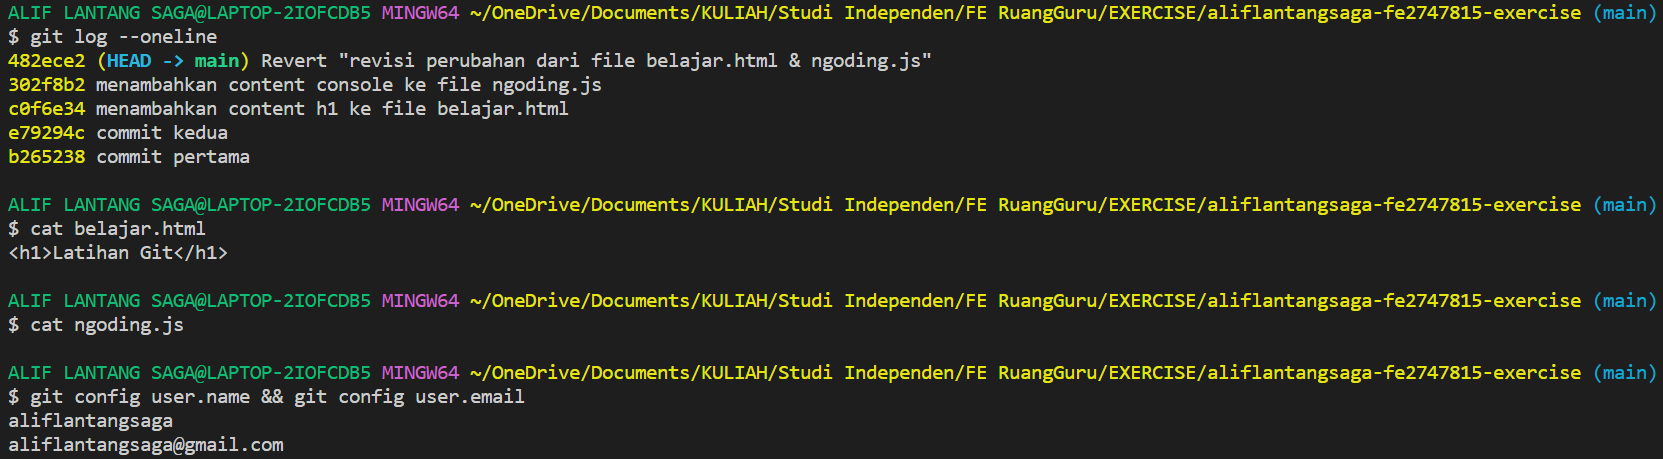 ALIF LANTANG SAGA@LAPTOP-2IOFCDB5 MINGW64 ~/OneDrive/Documents/KULIAH/Studi Independen/FE RuangGuru/EXERCISE/aliflantangsaga-fe2747815-exercise (main)
$ git log --oneline
482ece2 (HEAD -> main) Revert "revisi perubahan dari file belajar.html & ngoding.js"
302f8b2 menambahkan content console ke file ngoding.js
c0f6e34 menambahkan content h1 ke file belajar.html
e79294c commit kedua
b265238 commit pertama
ALIF LANTANG SAGA@LAPTOP-2IOFCDB5 MINGW64 ~/OneDrive/Documents/KULIAH/Studi Independen/FE RuangGuru/EXERCISE/aliflantangsaga-fe2747815-exercise (main)
$ cat belajar.html
<h1>Latihan Git</h1>
ALIF LANTANG SAGA@LAPTOP-2IOFCDB5 MINGW64 ~/OneDrive/Documents/KULIAH/Studi Independen/FE RuangGuru/EXERCISE/aliflantangsaga-fe2747815-exercise (main)
$ cat ngoding.js
ALIF LANTANG SAGA@LAPTOP-2IOFCDB5 MINGW64 ~/OneDrive/Documents/KULIAH/Studi Independen/FE RuangGuru/EXERCISE/aliflantangsaga-fe2747815-exercise (main)
$ git config user.name && git config user.email
aliflantangsaga
aliflantangsaga@gmail.com